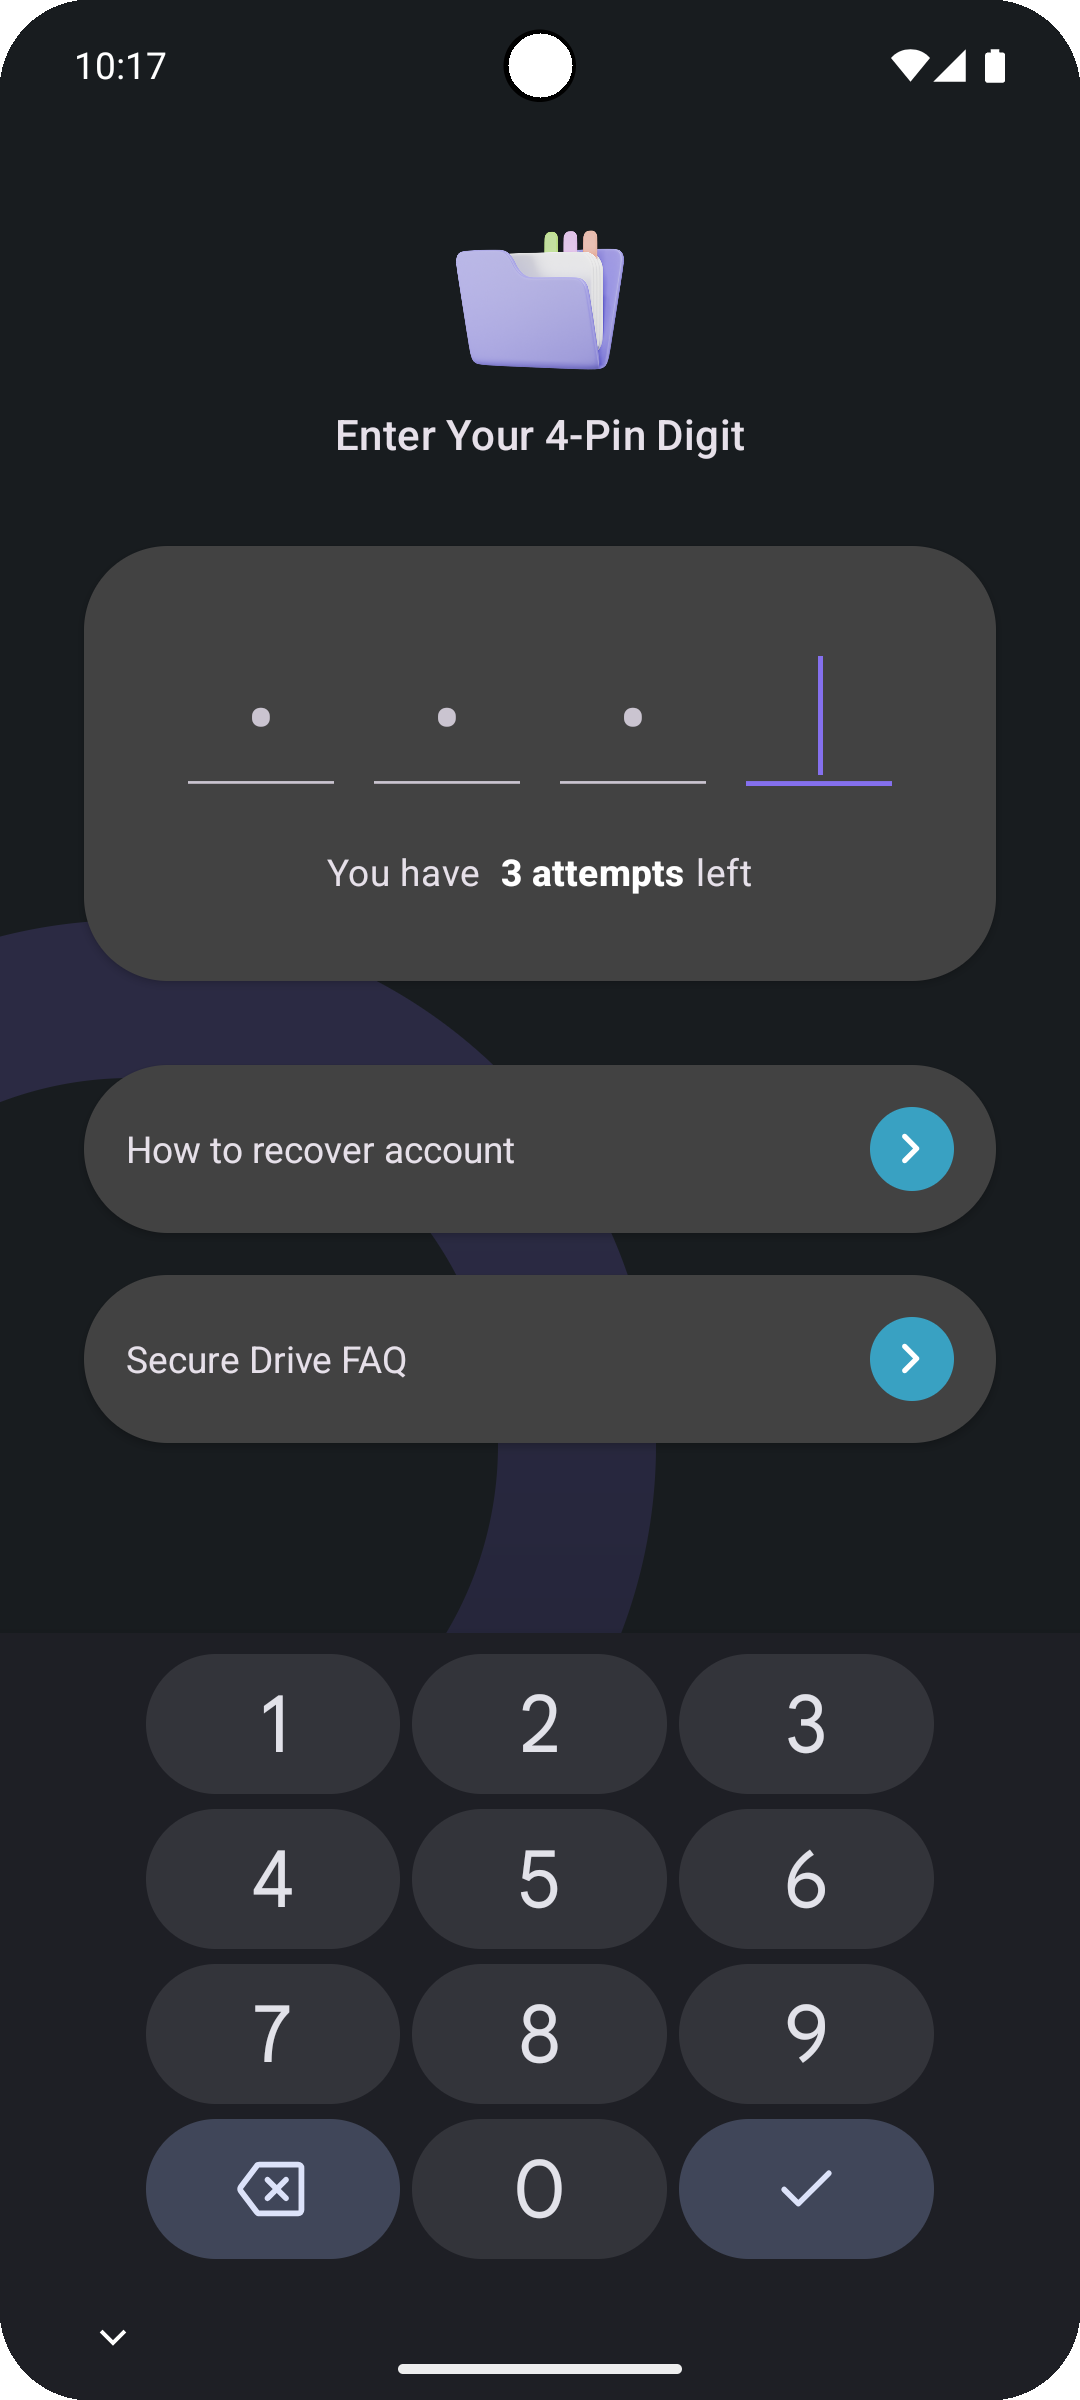 10:17
Enter Your 4-Pin Digit
You have 3 attempts left
How to recover account
Secure Drive FAQ
1 2 3
4 5 6
7 8 9
0